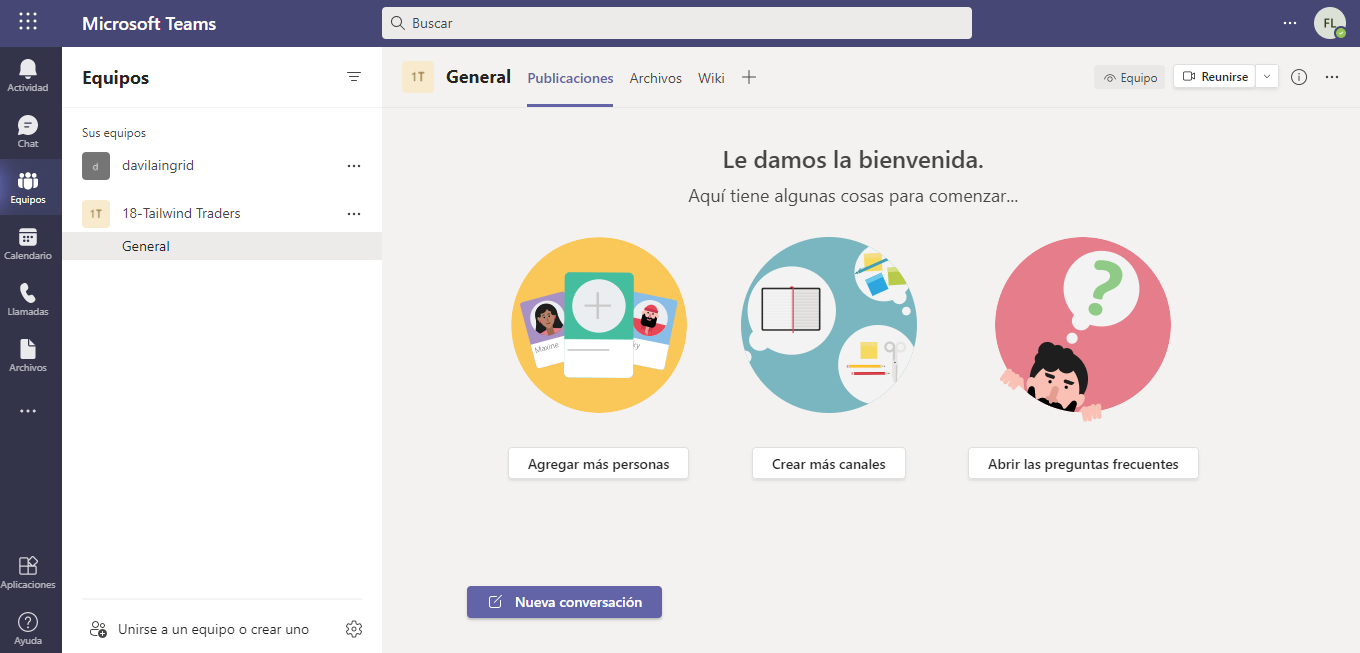 Microsoft Teams
Buscar
FL
Actividad
Chat
Equipos
Calendario
Llamadas
Archivos
Aplicaciones
Ayuda
Equipos
Sus equipos
d
davilaingrid
1T
18-Tailwind Traders
General
Unirse a un equipo o crear uno
1T
General
Publicaciones
Archivos
Wiki
Equipo
Reunirse
Le damos la bienvenida.
Aquí tiene algunas cosas para comenzar...
Maxine
Agregar más personas
Crear más canales
Abrir las preguntas frecuentes
Nueva conversación